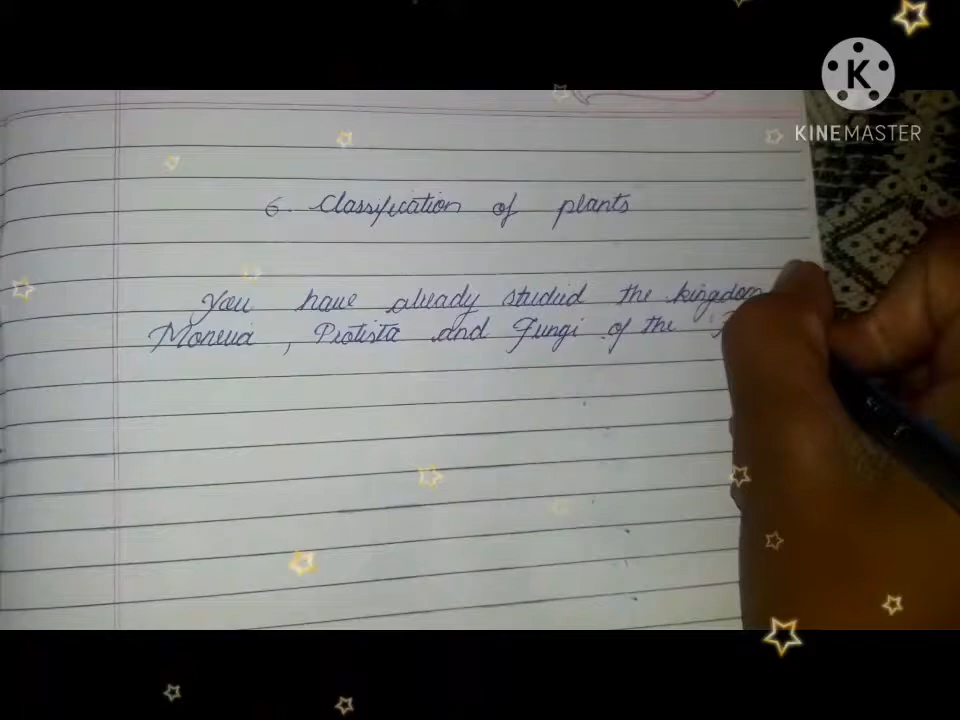 KINEMASTER
6. Classification of plants
You have already studied the kingdom
Monera, Protista and Fungi of the